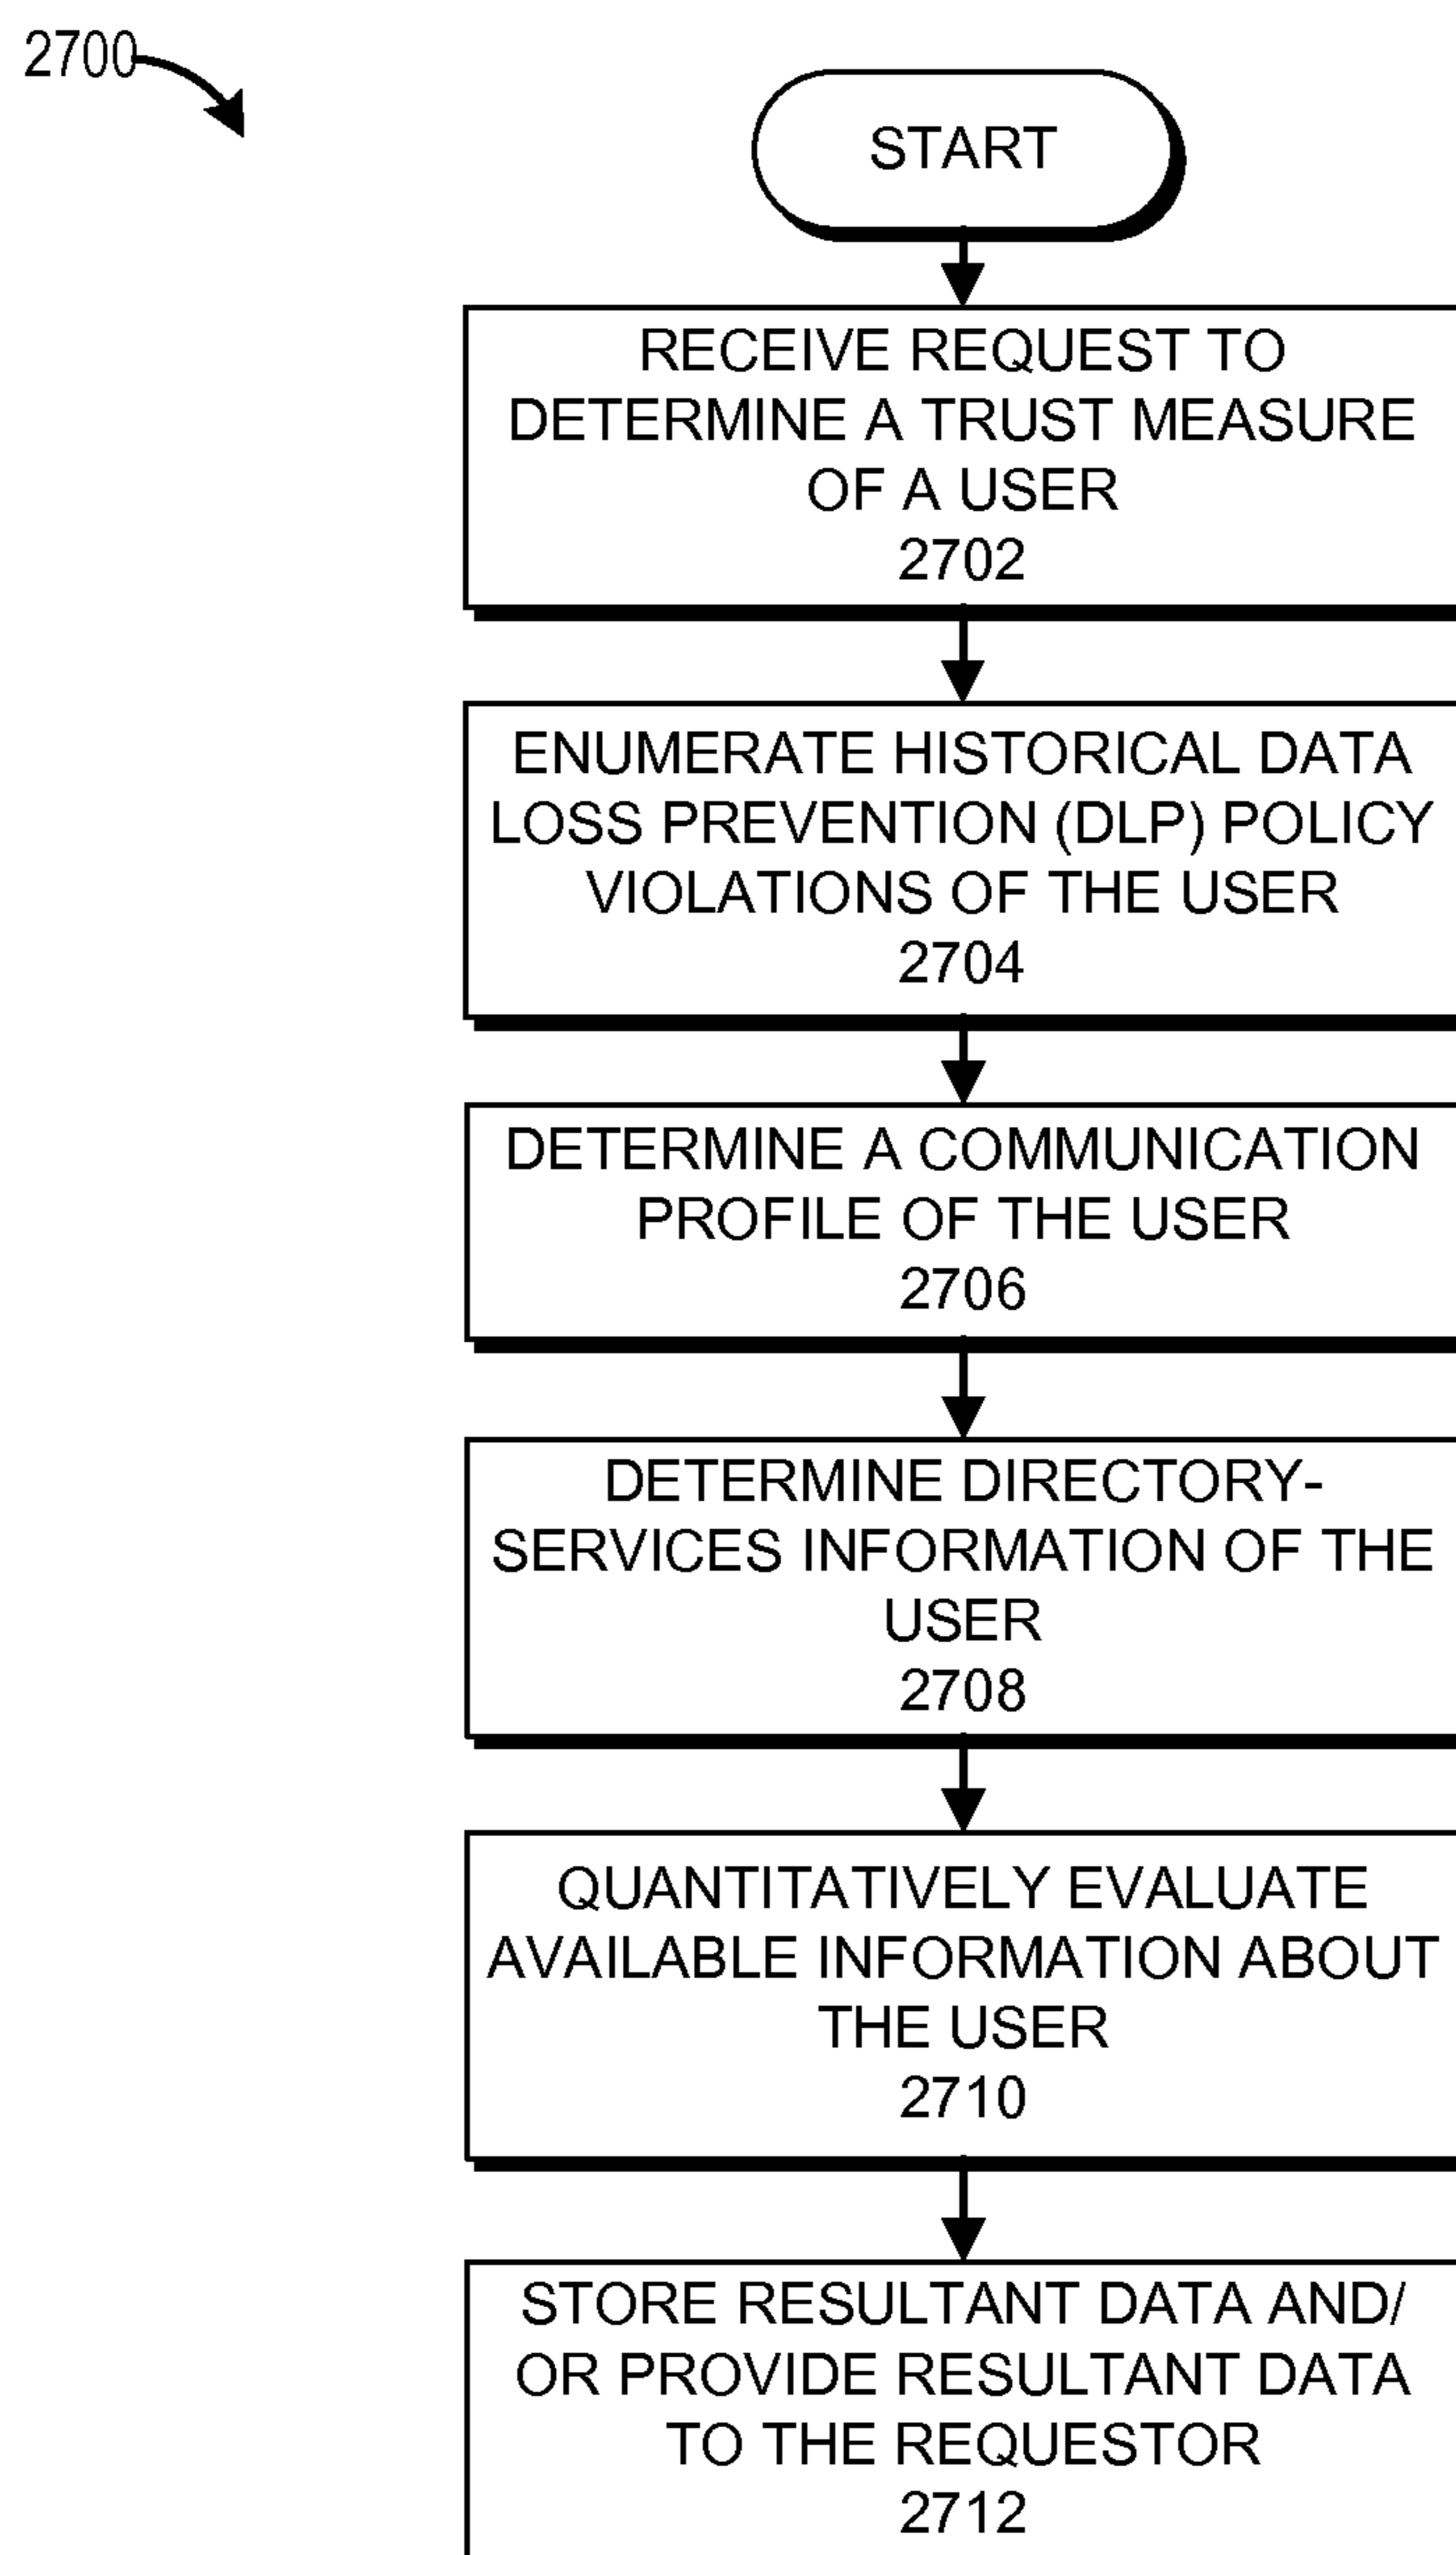 2700
START
RECEIVE REQUEST TO
DETERMINE A TRUST MEASURE
OF A USER
2702
ENUMERATE HISTORICAL DATA
LOSS PREVENTION (DLP) POLICY
VIOLATIONS OF THE USER
2704
DETERMINE A COMMUNICATION
PROFILE OF THE USER
2706
DETERMINE DIRECTORY-
SERVICES INFORMATION OF THE
USER
2708
QUANTITATIVELY EVALUATE
AVAILABLE INFORMATION ABOUT
THE USER
2710
STORE RESULTANT DATA AND/
OR PROVIDE RESULTANT DATA
TO THE REQUESTOR
2712